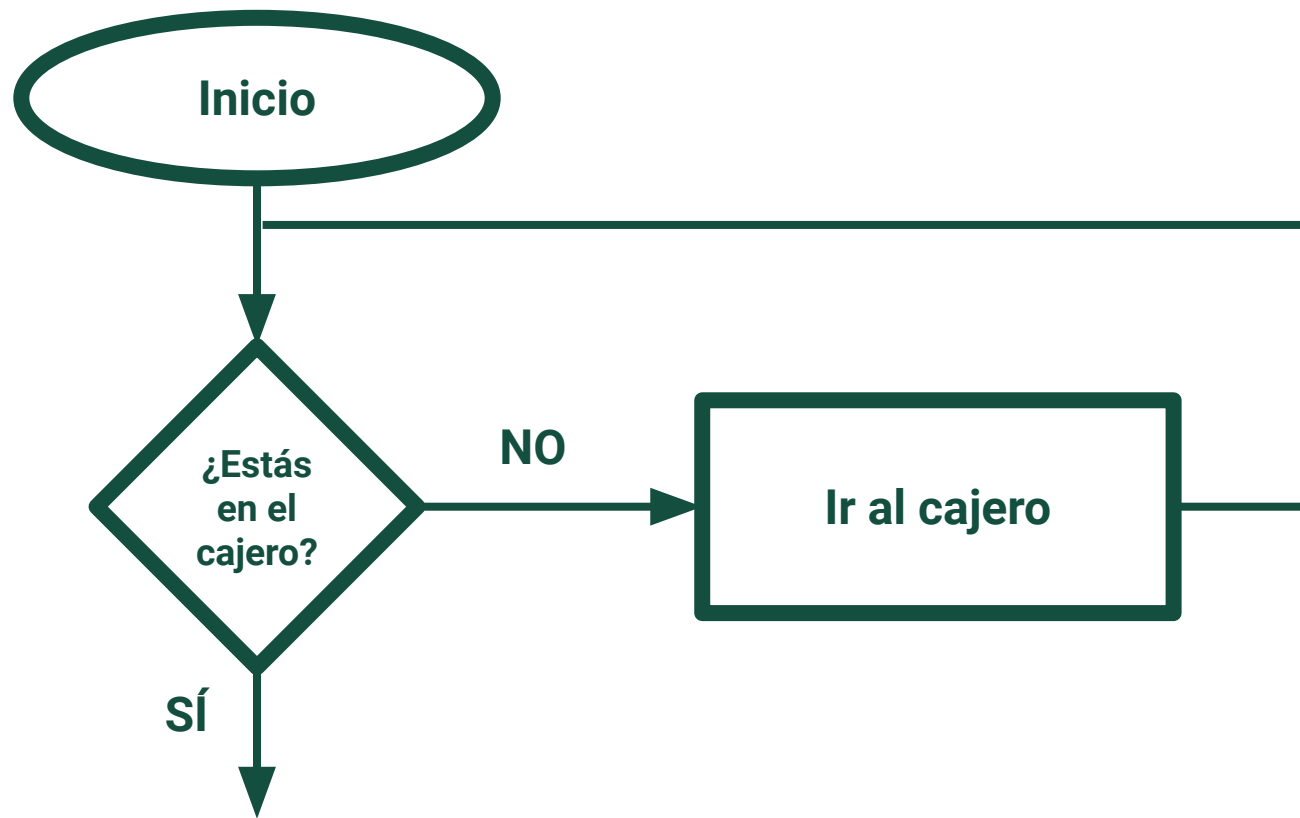 Inicio
¿Estás
en el
cajero?
NO
Ir al cajero
SÍ